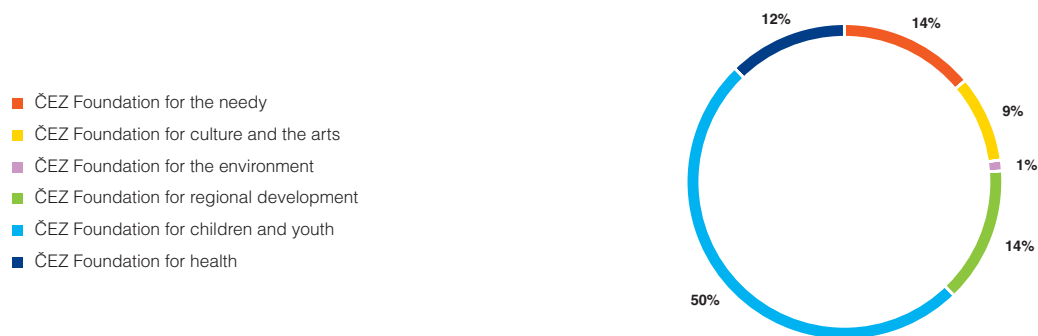 ČEZ Foundation for the needy
ČEZ Foundation for culture and the arts
ČEZ Foundation for the environment
ČEZ Foundation for regional development
ČEZ Foundation for children and youth
ČEZ Foundation for health
12%
14%
9%
1%
14%
50%